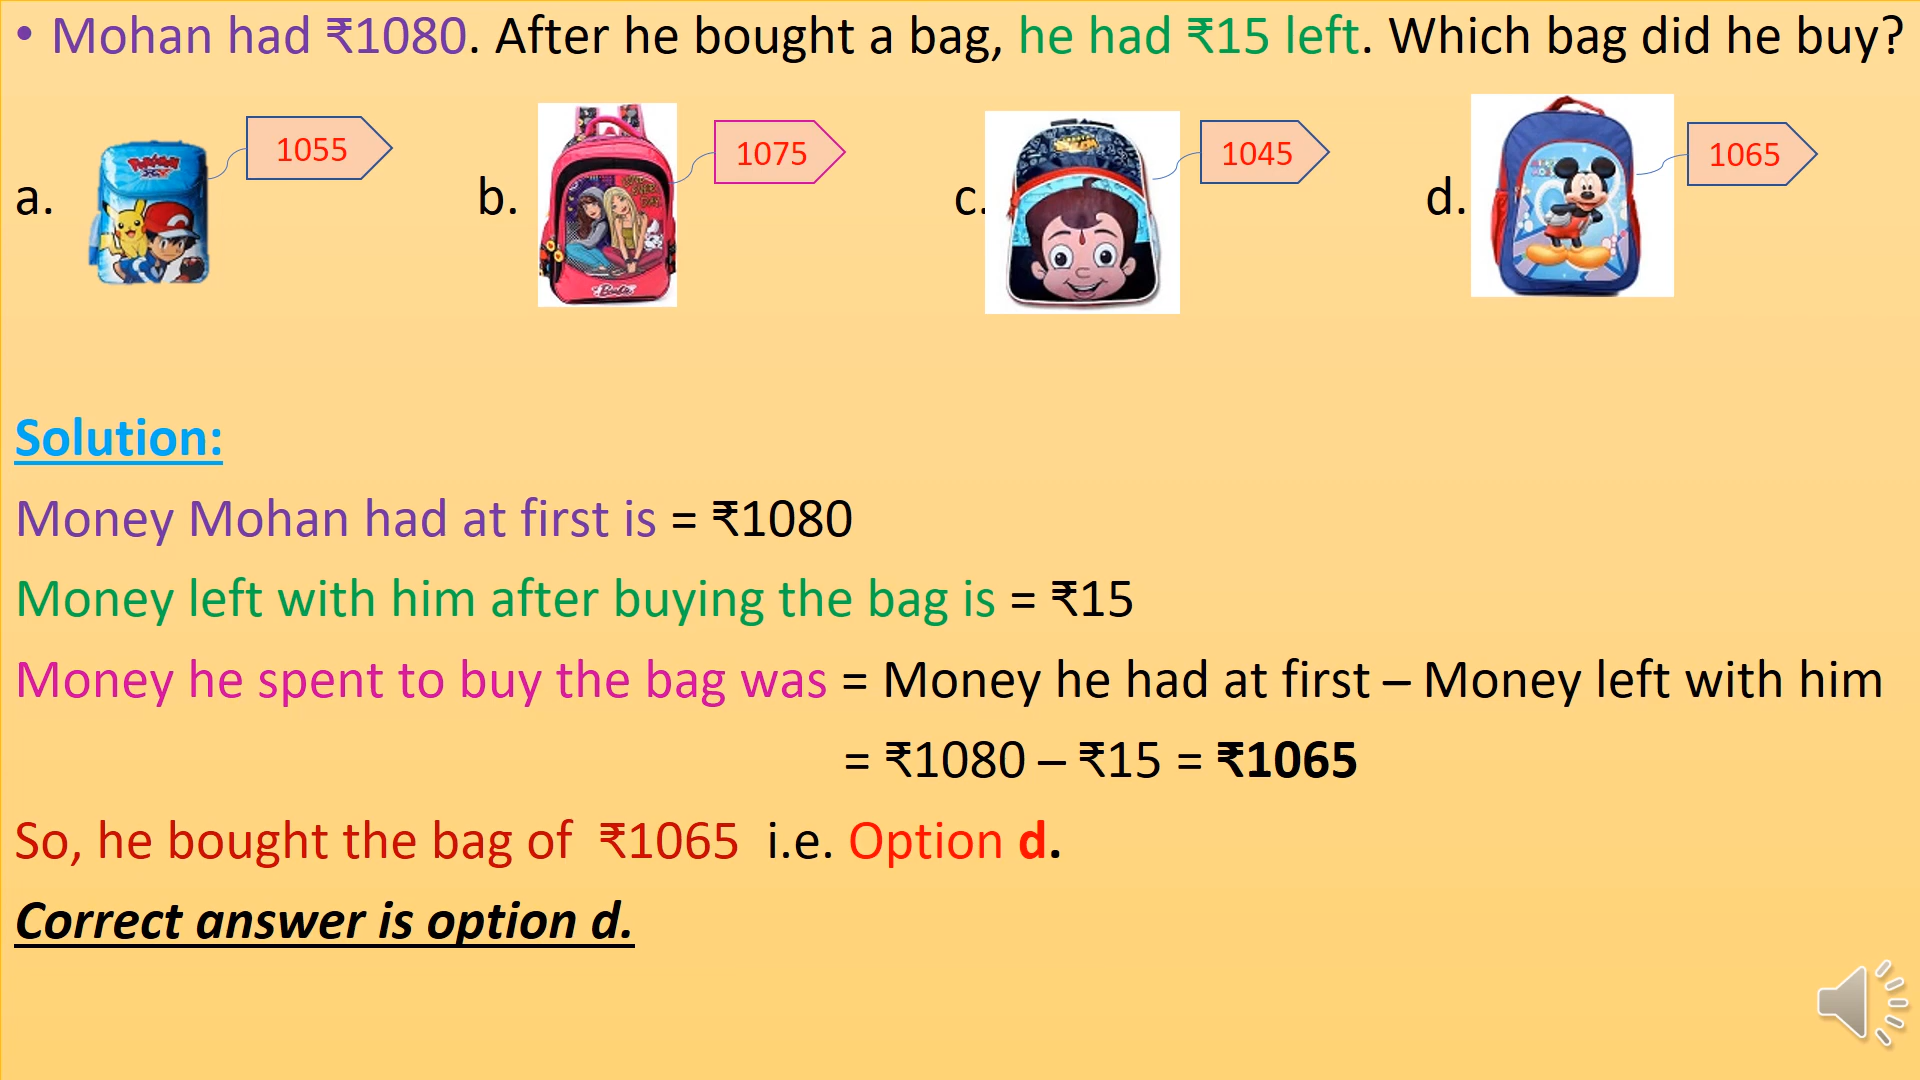 • Mohan had ₹1080. After he bought a bag, he had ₹15 left. Which bag did he buy?
a. 1055 b. 1075 c. 1045 d. 1065
Barbie
Solution:
Money Mohan had at first is = ₹1080
Money left with him after buying the bag is = ₹15
Money he spent to buy the bag was = Money he had at first – Money left with him
= ₹1080 – ₹15 = ₹1065
So, he bought the bag of ₹1065 i.e. Option d.
Correct answer is option d.